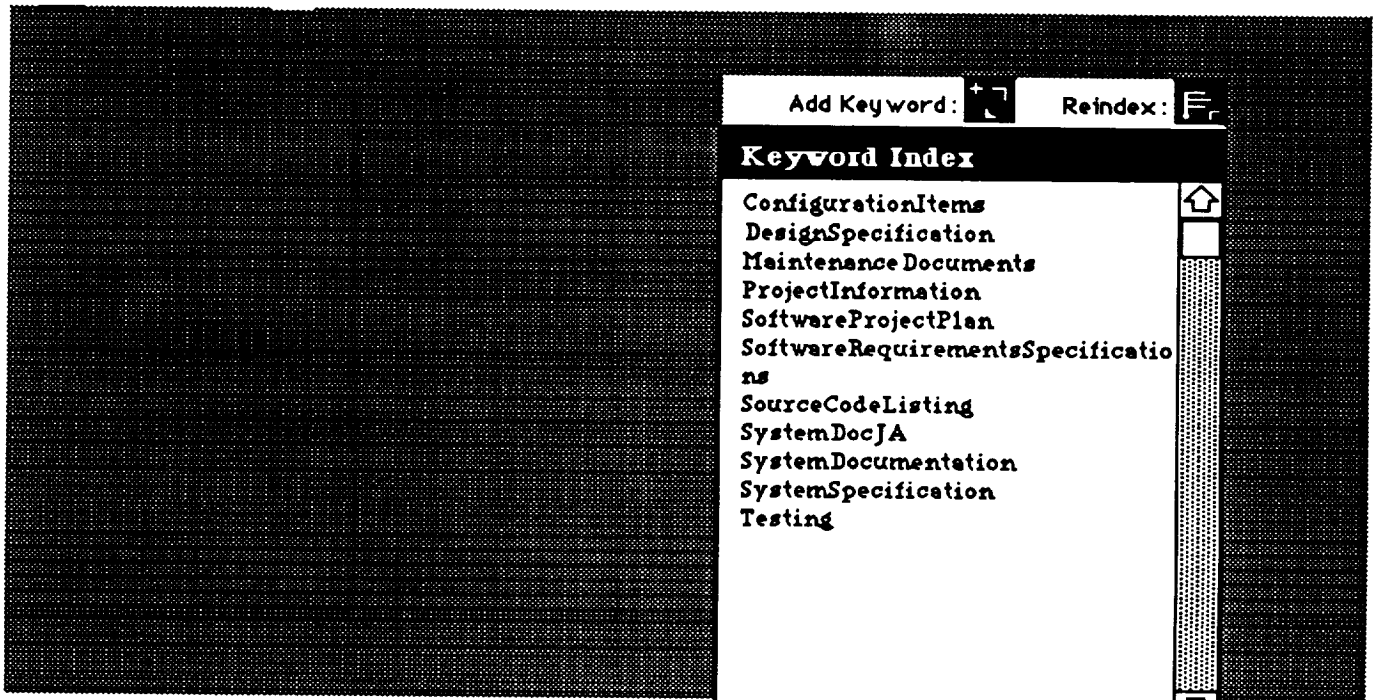 Add Keyword: Reindex:
Keyword Index
ConfigurationItems
DesignSpecification
Maintenance Documents
ProjectInformation
SoftwareProjectPlan
SoftwareRequirementsSpecificatio
ns
SourceCodeListing
SystemDocJA
SystemDocumentation
SystemSpecification
Testing